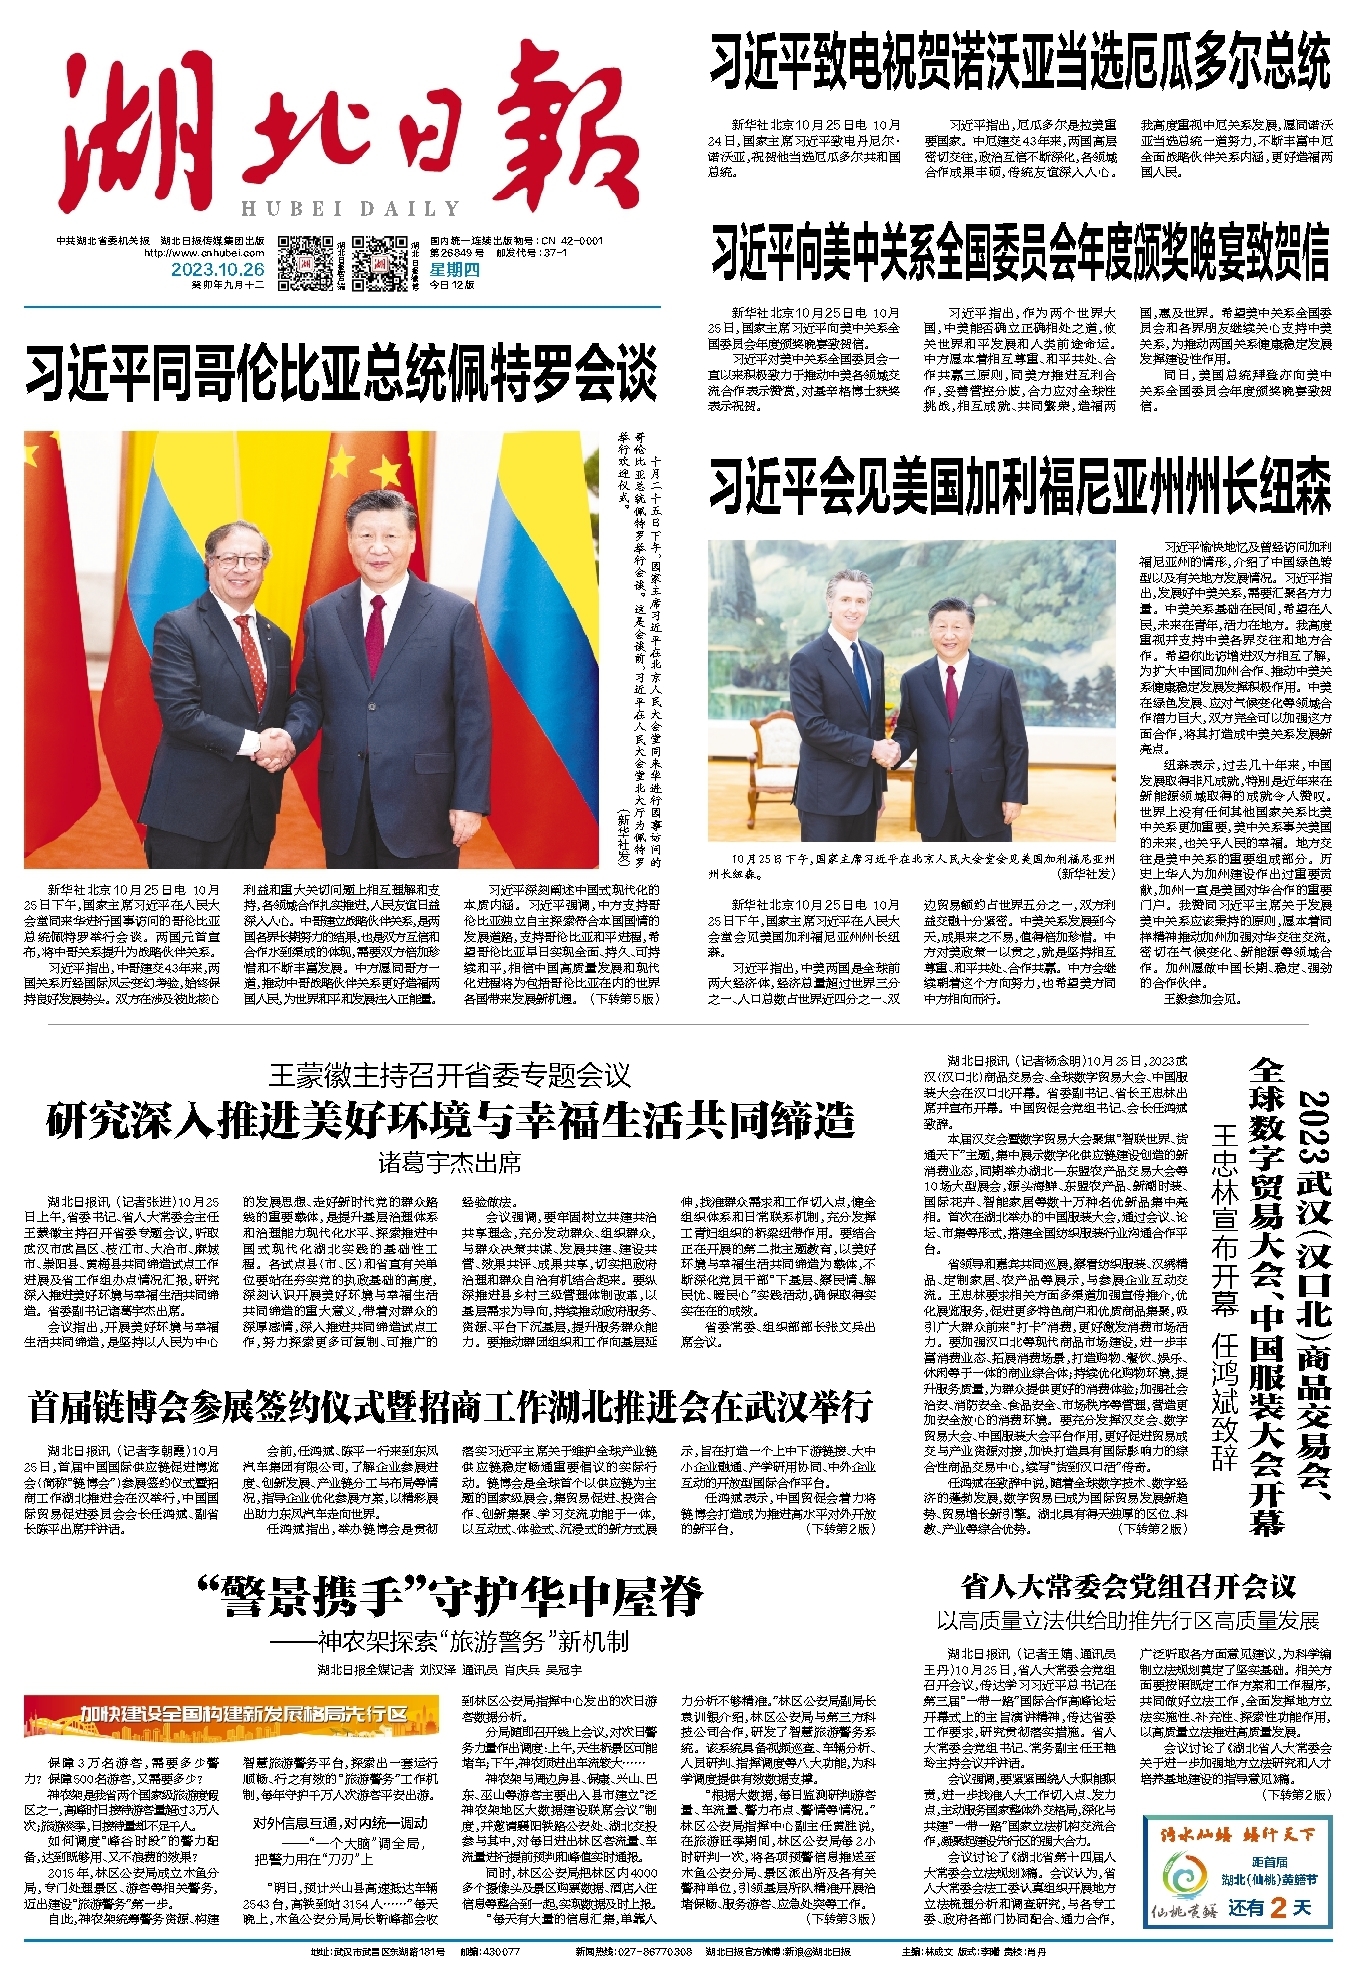 湖北日報
HUBEI DAILY
中共湖北省委机关报 湖北日报传媒集团出版
http://www.cnhubei.com
2023.10.26
癸卯年九月十二
国内统一连续出版物号:CN 42-0001
第26849号 邮发代号:37-1
星期四
今日12版
习近平同哥伦比亚总统佩特罗会谈
十月二十五日下午,国家主席习近平在北京人民大会堂同来华进行国事访问的
哥伦比亚总统佩特罗举行会谈。这是会谈前,习近平在人民大会堂北大厅为佩特罗
举行欢迎仪式。
(新华社发)
新华社北京10月25日电 10月
25日下午,国家主席习近平在人民大
会堂同来华进行国事访问的哥伦比亚
总统佩特罗举行会谈。两国元首宣
布,将中哥关系提升为战略伙伴关系。
习近平指出,中哥建交43年来,两
国关系历经国际风云变幻考验,始终保
持良好发展势头。双方在涉及彼此核心
利益和重大关切问题上相互理解和支
持,各领域合作扎实推进,人民友谊日益
深入人心。中哥建立战略伙伴关系,是两
国各界长期努力的结果,也是双方互信和
合作水到渠成的体现,需要双方倍加珍
惜和不断丰富发展。中方愿同哥方一
道,推动中哥战略伙伴关系更好造福两
国人民,为世界和平和发展注入正能量。
习近平深刻阐述中国式现代化的
本质内涵。习近平强调,中方支持哥
伦比亚独立自主探索符合本国国情的
发展道路,支持哥伦比亚和平进程,希
望哥伦比亚早日实现全面、持久、可持
续和平,相信中国高质量发展和现代
化进程将为包括哥伦比亚在内的世界
各国带来发展新机遇。(下转第5版)
习近平致电祝贺诺沃亚当选厄瓜多尔总统
新华社北京10月25日电 10月
24日,国家主席习近平致电丹尼尔·
诺沃亚,祝贺他当选厄瓜多尔共和国
总统。
习近平指出,厄瓜多尔是拉美重
要国家。中厄建交43年来,两国高层
密切交往,政治互信不断深化,各领域
合作成果丰硕,传统友谊深入人心。
我高度重视中厄关系发展,愿同诺沃
亚当选总统一道努力,不断丰富中厄
全面战略伙伴关系内涵,更好造福两
国人民。
习近平向美中关系全国委员会年度颁奖晚宴致贺信
新华社北京10月25日电 10月
25日,国家主席习近平向美中关系全
国委员会年度颁奖晚宴致贺信。
习近平对美中关系全国委员会一
直以来积极致力于推动中美各领域交
流合作表示赞赏,对基辛格博士获奖
表示祝贺。
习近平指出,作为两个世界大
国,中美能否确立正确相处之道,攸
关世界和平发展和人类前途命运。
中方愿本着相互尊重、和平共处、合
作共赢三原则,同美方推进互利合
作,妥善管控分歧,合力应对全球性
挑战,相互成就、共同繁荣,造福两
国,惠及世界。希望美中关系全国委
员会和各界朋友继续关心支持中美
关系,为推动两国关系健康稳定发展
发挥建设性作用。
同日,美国总统拜登亦向美中
关系全国委员会年度颁奖晚宴致贺
信。
习近平会见美国加利福尼亚州州长纽森
10月25日下午,国家主席习近平在北京人民大会堂会见美国加利福尼亚州
州长纽森。 (新华社发)
新华社北京10月25日电 10月
25日下午,国家主席习近平在人民大
会堂会见美国加利福尼亚州州长纽
森。
习近平指出,中美两国是全球前
两大经济体,经济总量超过世界三分
之一、人口总数占世界近四分之一、双
边贸易额约占世界五分之一,双方利
益交融十分紧密。中美关系发展到今
天,成果来之不易,值得倍加珍惜。中
方对美政策一以贯之,就是坚持相互
尊重、和平共处、合作共赢。中方会继
续朝着这个方向努力,也希望美方同
中方相向而行。
习近平愉快地忆及曾经访问加利
福尼亚州的情形,介绍了中国绿色转
型以及有关地方发展情况。习近平指
出,发展好中美关系,需要汇聚各方力
量。中美关系基础在民间,希望在人
民,未来在青年,活力在地方。我高度
重视并支持中美各界交往和地方合
作。希望你此访增进双方相互了解,
为扩大中国同加州合作、推动中美关
系健康稳定发展发挥积极作用。中美
在绿色发展、应对气候变化等领域合
作潜力巨大,双方完全可以加强这方
面合作,将其打造成中美关系发展新
亮点。
纽森表示,过去几十年来,中国
发展取得非凡成就,特别是近年来在
新能源领域取得的成就令人赞叹。
世界上没有任何其他国家关系比美
中关系更加重要,美中关系事关美国
的未来,也关乎人民的幸福。地方交
往是美中关系的重要组成部分。历
史上华人为加州建设作出过重要贡
献,加州一直是美国对华合作的重要
门户。我赞同习近平主席关于发展
美中关系应该秉持的原则,愿本着同
样精神推动加州加强对华交往交流,
密切在气候变化、新能源等领域合
作。加州愿做中国长期、稳定、强劲
的合作伙伴。
王毅参加会见。
王蒙徽主持召开省委专题会议
研究深入推进美好环境与幸福生活共同缔造
诸葛宇杰出席
湖北日报讯(记者张进)10月25
日上午,省委书记、省人大常委会主任
王蒙徽主持召开省委专题会议,听取
武汉市武昌区、枝江市、大冶市、麻城
市、崇阳县、黄梅县共同缔造试点工作
进展及省工作组办点情况汇报,研究
深入推进美好环境与幸福生活共同缔
造。省委副书记诸葛宇杰出席。
会议指出,开展美好环境与幸福
生活共同缔造,是坚持以人民为中心
的发展思想、走好新时代党的群众路
线的重要载体,是提升基层治理体系
和治理能力现代化水平、探索推进中
国式现代化湖北实践的基础性工
程。各试点县(市、区)和省直有关单
位要站在夯实党的执政基础的高度,
深刻认识开展美好环境与幸福生活
共同缔造的重大意义,带着对群众的
深厚感情,深入推进共同缔造试点工
作,努力探索更多可复制、可推广的
经验做法。
会议强调,要牢固树立共建共治
共享理念,充分发动群众、组织群众,
与群众决策共谋、发展共建、建设共
管、效果共评、成果共享,切实把政府
治理和群众自治有机结合起来。要纵
深推进县乡村三级管理体制改革,以
基层需求为导向,持续推动政府服务、
资源、平台下沉基层,提升服务群众能
力。要推动群团组织和工作向基层延
伸,找准群众需求和工作切入点,健全
组织体系和日常联系机制,充分发挥
工青妇组织的桥梁纽带作用。要结合
正在开展的第二批主题教育,以美好
环境与幸福生活共同缔造为载体,不
断深化党员干部“下基层、察民情、解
民忧、暖民心”实践活动,确保取得实
实在在的成效。
省委常委、组织部部长张文兵出
席会议。
首届链博会参展签约仪式暨招商工作湖北推进会在武汉举行
湖北日报讯(记者李朝霞)10月
25日,首届中国国际供应链促进博览
会(简称“链博会”)参展签约仪式暨招
商工作湖北推进会在汉举行,中国国
际贸易促进委员会会长任鸿斌、副省
长陈平出席并讲话。
会前,任鸿斌、陈平一行来到东风
汽车集团有限公司,了解企业参展进
度、创新发展、产业链分工与布局等情
况,指导企业优化参展方案,以精彩展
出助力东风汽车走向世界。
任鸿斌指出,举办链博会是贯彻
落实习近平主席关于维护全球产业链
供应链稳定畅通重要倡议的实际行
动。链博会是全球首个以供应链为主
题的国家级展会,集贸易促进、投资合
作、创新集聚、学习交流功能于一体,
以互动式、体验式、沉浸式的新方式展
示,旨在打造一个上中下游链接、大中
小企业融通、产学研用协同、中外企业
互动的开放型国际合作平台。
任鸿斌表示,中国贸促会着力将
链博会打造成为推进高水平对外开放
的新平台, (下转第2版)
2023武汉(汉口北)商品交易会、
全球数字贸易大会、中国服装大会开幕
王忠林宣布开幕 任鸿斌致辞
湖北日报讯(记者杨念明)10月25日,2023武
汉(汉口北)商品交易会、全球数字贸易大会、中国服
装大会在汉口北开幕。省委副书记、省长王忠林出
席并宣布开幕。中国贸促会党组书记、会长任鸿斌
致辞。
本届汉交会暨数字贸易大会聚焦“智联世界、货
通天下”主题,集中展示数字化供应链建设创造的新
消费业态,同期举办湖北—东盟农产品交易大会等
10场大型展会,源头海鲜、东盟农产品、新潮时装、
国际花卉、智能家居等数十万种名优新品集中亮
相。首次在湖北举办的中国服装大会,通过会议、论
坛、市集等形式,搭建全国纺织服装行业沟通合作平
台。
省领导和嘉宾共同巡展,察看纺织服装、汉绣精
品、定制家居、农产品等展示,与参展企业互动交
流。王忠林要求相关方面多渠道加强宣传推介,优
化展览服务,促进更多特色商户和优质商品集聚,吸
引广大群众前来“打卡”消费,更好激发消费市场活
力。要加强汉口北等现代商品市场建设,进一步丰
富消费业态、拓展消费场景,打造购物、餐饮、娱乐、
休闲等于一体的商业综合体;持续优化购物环境,提
升服务质量,为群众提供更好的消费体验;加强社会
治安、消防安全、食品安全、市场秩序等管理,营造更
加安全放心的消费环境。要充分发挥汉交会、数字
贸易大会、中国服装大会平台作用,更好促进贸易成
交与产业资源对接,加快打造具有国际影响力的综
合性商品交易中心,续写“货到汉口活”传奇。
任鸿斌在致辞中说,随着全球数字技术、数字经
济的蓬勃发展,数字贸易已成为国际贸易发展新趋
势、贸易增长新引擎。湖北具有得天独厚的区位、科
教、产业等综合优势。 (下转第2版)
“警景携手”守护华中屋脊
——神农架探索“旅游警务”新机制
湖北日报全媒记者 刘汉泽 通讯员 肖庆兵 吴冠宇
加快建设全国构建新发展格局先行区
保障3万名游客,需要多少警
力?保障500名游客,又需要多少?
神农架是我省两个国家级旅游度假
区之一,高峰时日接待游客量超过3万人
次;旅游淡季,日接待量却不足千人。
如何调度“峰谷时段”的警力配
备,达到既够用、又不浪费的效果?
2015年,林区公安局成立木鱼分
局,专门处理景区、游客等相关警务,
迈出建设“旅游警务”第一步。
自此,神农架统筹警务资源、构建
智慧旅游警务平台,探索出一套运行
顺畅、行之有效的“旅游警务”工作机
制,每年守护千万人次游客平安出游。
对外信息互通,对内统一调动
——“一个大脑”调全局,
把警力用在“刀刃”上
“明日,预计兴山县高速抵达车辆
2543台,高铁到站3154人……”每天
晚上,木鱼公安分局局长靳峰都会收
到林区公安局指挥中心发出的次日游
客数据分析。
分局随即召开线上会议,对次日警
务力量作出调度:上午,天生桥景区可能
堵车;下午,神农顶进出车流较大……
神农架与周边房县、保康、兴山、巴
东、巫山等游客主要出入县市建立“泛
神农架地区大数据建设联席会议”制
度,并邀请襄阳铁路公安处、湖北交投
参与其中,对每日进出林区客流量、车
流量进行提前预判和峰值实时通报。
同时,林区公安局把林区内4000
多个摄像头及景区购票数据、酒店入住
信息等整合到一起,实现数据及时上报。
“每天有大量的信息汇集,单靠人
力分析不够精准。”林区公安局副局长
袁训银介绍,林区公安局与第三方科
技公司合作,研发了智慧旅游警务系
统。该系统具备视频巡查、车辆分析、
人员研判、指挥调度等八大功能,为科
学调度提供有效数据支撑。
“根据大数据,每日监测研判游客
量、车流量、警力布点、警情等情况。”
林区公安局指挥中心副主任黄胜说,
在旅游旺季期间,林区公安局每2小
时研判一次,将各项预警信息推送至
木鱼公安分局、景区派出所及各有关
警种单位,引领基层所队精准开展治
堵保畅、服务游客、应急处突等工作。
(下转第3版)
省人大常委会党组召开会议
以高质量立法供给助推先行区高质量发展
湖北日报讯(记者王婧、通讯员
王丹)10月25日,省人大常委会党组
召开会议,传达学习习近平总书记在
第三届“一带一路”国际合作高峰论坛
开幕式上的主旨演讲精神,传达省委
工作要求,研究贯彻落实措施。省人
大常委会党组书记、常务副主任王艳
玲主持会议并讲话。
会议强调,要紧紧围绕人大职能职
责,进一步找准人大工作切入点、发力
点,主动服务国家整体外交格局,深化与
共建“一带一路”国家立法机构交流合
作,凝聚起建设先行区的强大合力。
会议讨论了《湖北省第十四届人
大常委会立法规划》稿。会议认为,省
人大常委会法工委认真组织开展地方
立法梳理分析和调查研究,与各专工
委、政府各部门协同配合、通力合作,
广泛听取各方面意见建议,为科学编
制立法规划奠定了坚实基础。相关方
面要按照既定工作方案和工作程序,
共同做好立法工作,全面发挥地方立
法实施性、补充性、探索性功能作用,
以高质量立法推进高质量发展。
会议讨论了《湖北省人大常委会
关于进一步加强地方立法研究和人才
培养基地建设的指导意见》稿。
(下转第2版)
沔水仙鳝 鳝行天下
仙桃黄鳝
距首届
湖北(仙桃)黄鳝节
还有2天
地址:武汉市武昌区东湖路181号 邮编:430077 新闻热线:027-86770308 湖北日报官方微博:新浪@湖北日报 主编:林成文 版式:李曙 责校:肖丹